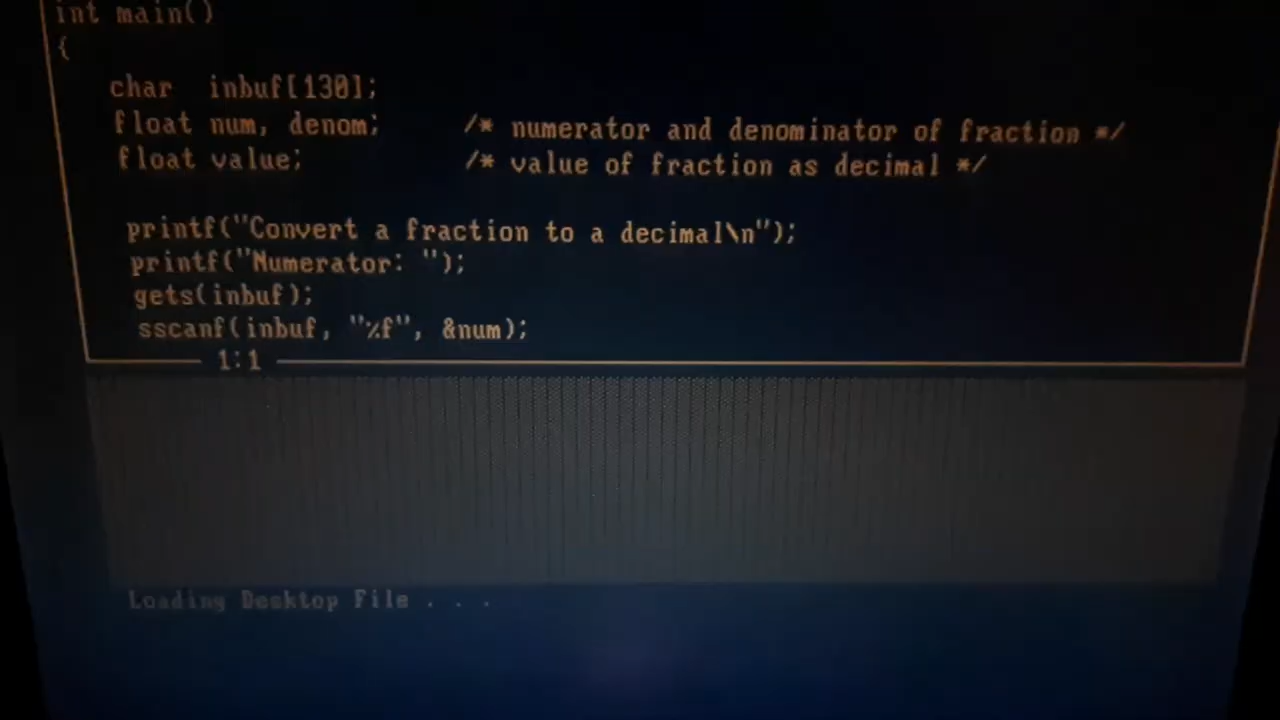 int main()
{
char inbuf[130];
float num, denom; /* numerator and denominator of fraction */
float value; /* value of fraction as decimal */
printf("Convert a fraction to a decimal\n");
printf("Numerator: ");
gets(inbuf);
sscanf(inbuf, "%f", &num);
1:1
Loading Desktop File . . .